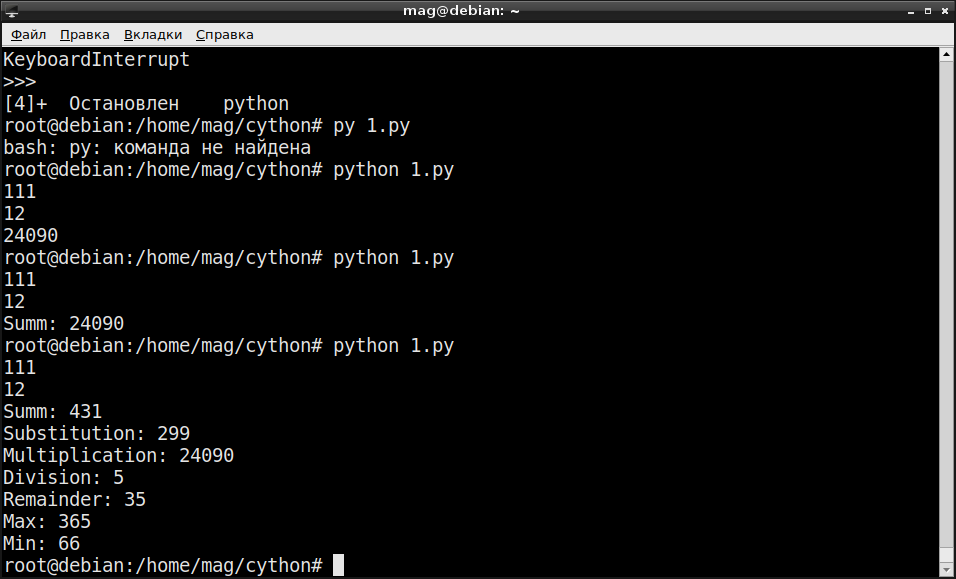 mag@debian: ~
Файл Правка Вкладки Справка
KeyboardInterrupt
>>>
[4]+  Остановлен    python
root@debian:/home/mag/cython# py 1.py
bash: py: команда не найдена
root@debian:/home/mag/cython# python 1.py
111
12
24090
root@debian:/home/mag/cython# python 1.py
111
12
Summ: 24090
root@debian:/home/mag/cython# python 1.py
111
12
Summ: 431
Substitution: 299
Multiplication: 24090
Division: 5
Remainder: 35
Max: 365
Min: 66
root@debian:/home/mag/cython#